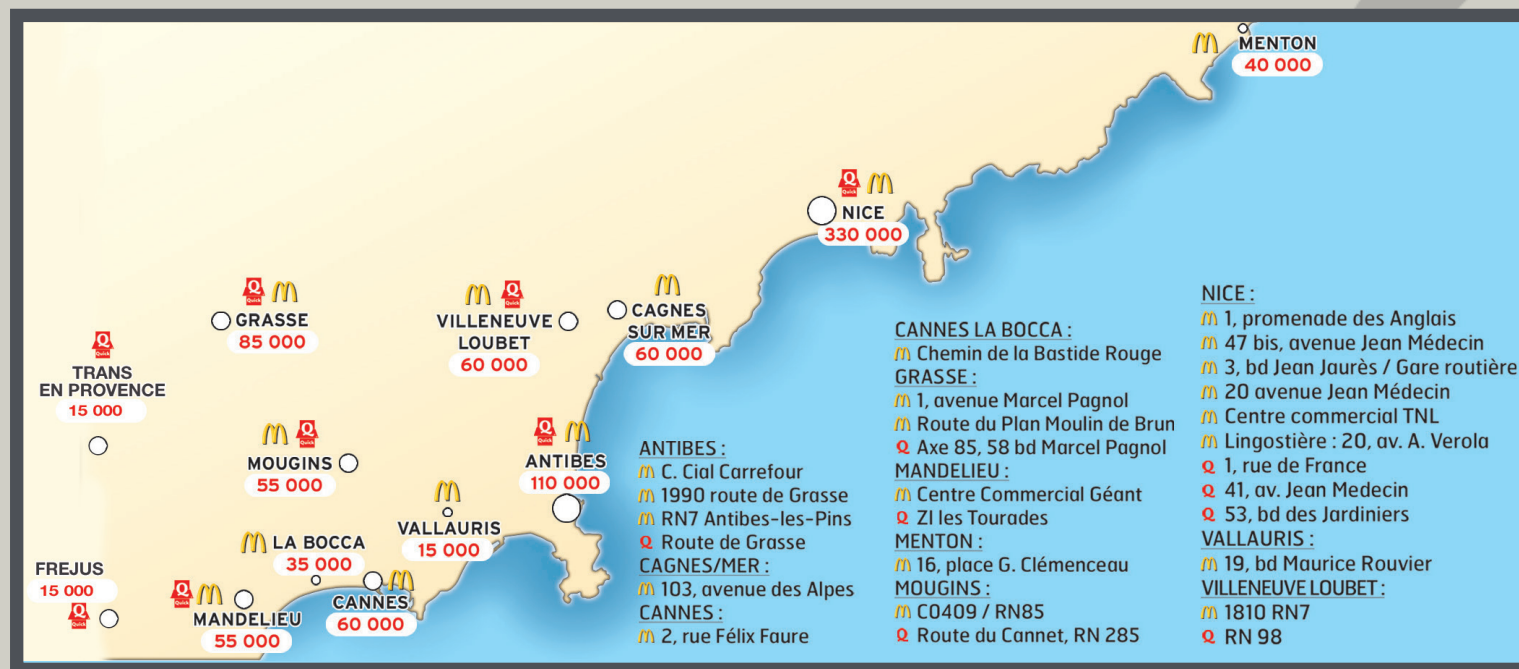 MENTON
40 000
Q
Quick
NICE
330 000
Q
Quick
GRASSE
85 000
Q
Quick
VILLENEUVE
LOUBET
60 000
CAGNES
SUR MER
60 000
Q
Quick
TRANS
EN PROVENCE
15 000
Q
Quick
MOUGINS
55 000
Q
Quick
ANTIBES
110 000
VALLAURIS
15 000
LA BOCCA
35 000
FREJUS
15 000
Q
Quick
Q
Quick
MANDELIEU
55 000
CANNES
60 000
ANTIBES :
m C. Cial Carrefour
m 1990 route de Grasse
m RN7 Antibes-les-Pins
Q Route de Grasse
CAGNES/MER :
m 103, avenue des Alpes
CANNES :
m 2, rue Félix Faure
CANNES LA BOCCA :
m Chemin de la Bastide Rouge
GRASSE :
m 1, avenue Marcel Pagnol
m Route du Plan Moulin de Brun
Q Axe 85, 58 bd Marcel Pagnol
MANDELIEU :
m Centre Commercial Géant
Q ZI les Tourades
MENTON :
m 16, place G. Clémenceau
MOUGINS :
m C0409 / RN85
Q Route du Cannet, RN 285
NICE :
m 1, promenade des Anglais
m 47 bis, avenue Jean Médecin
m 3, bd Jean Jaurès / Gare routière
m 20 avenue Jean Médecin
m Centre commercial TNL
m Lingostière : 20, av. A. Verola
Q 1, rue de France
Q 41, av. Jean Medecin
Q 53, bd des Jardiniers
VALLAURIS :
m 19, bd Maurice Rouvier
VILLENEUVE LOUBET :
m 1810 RN7
Q RN 98